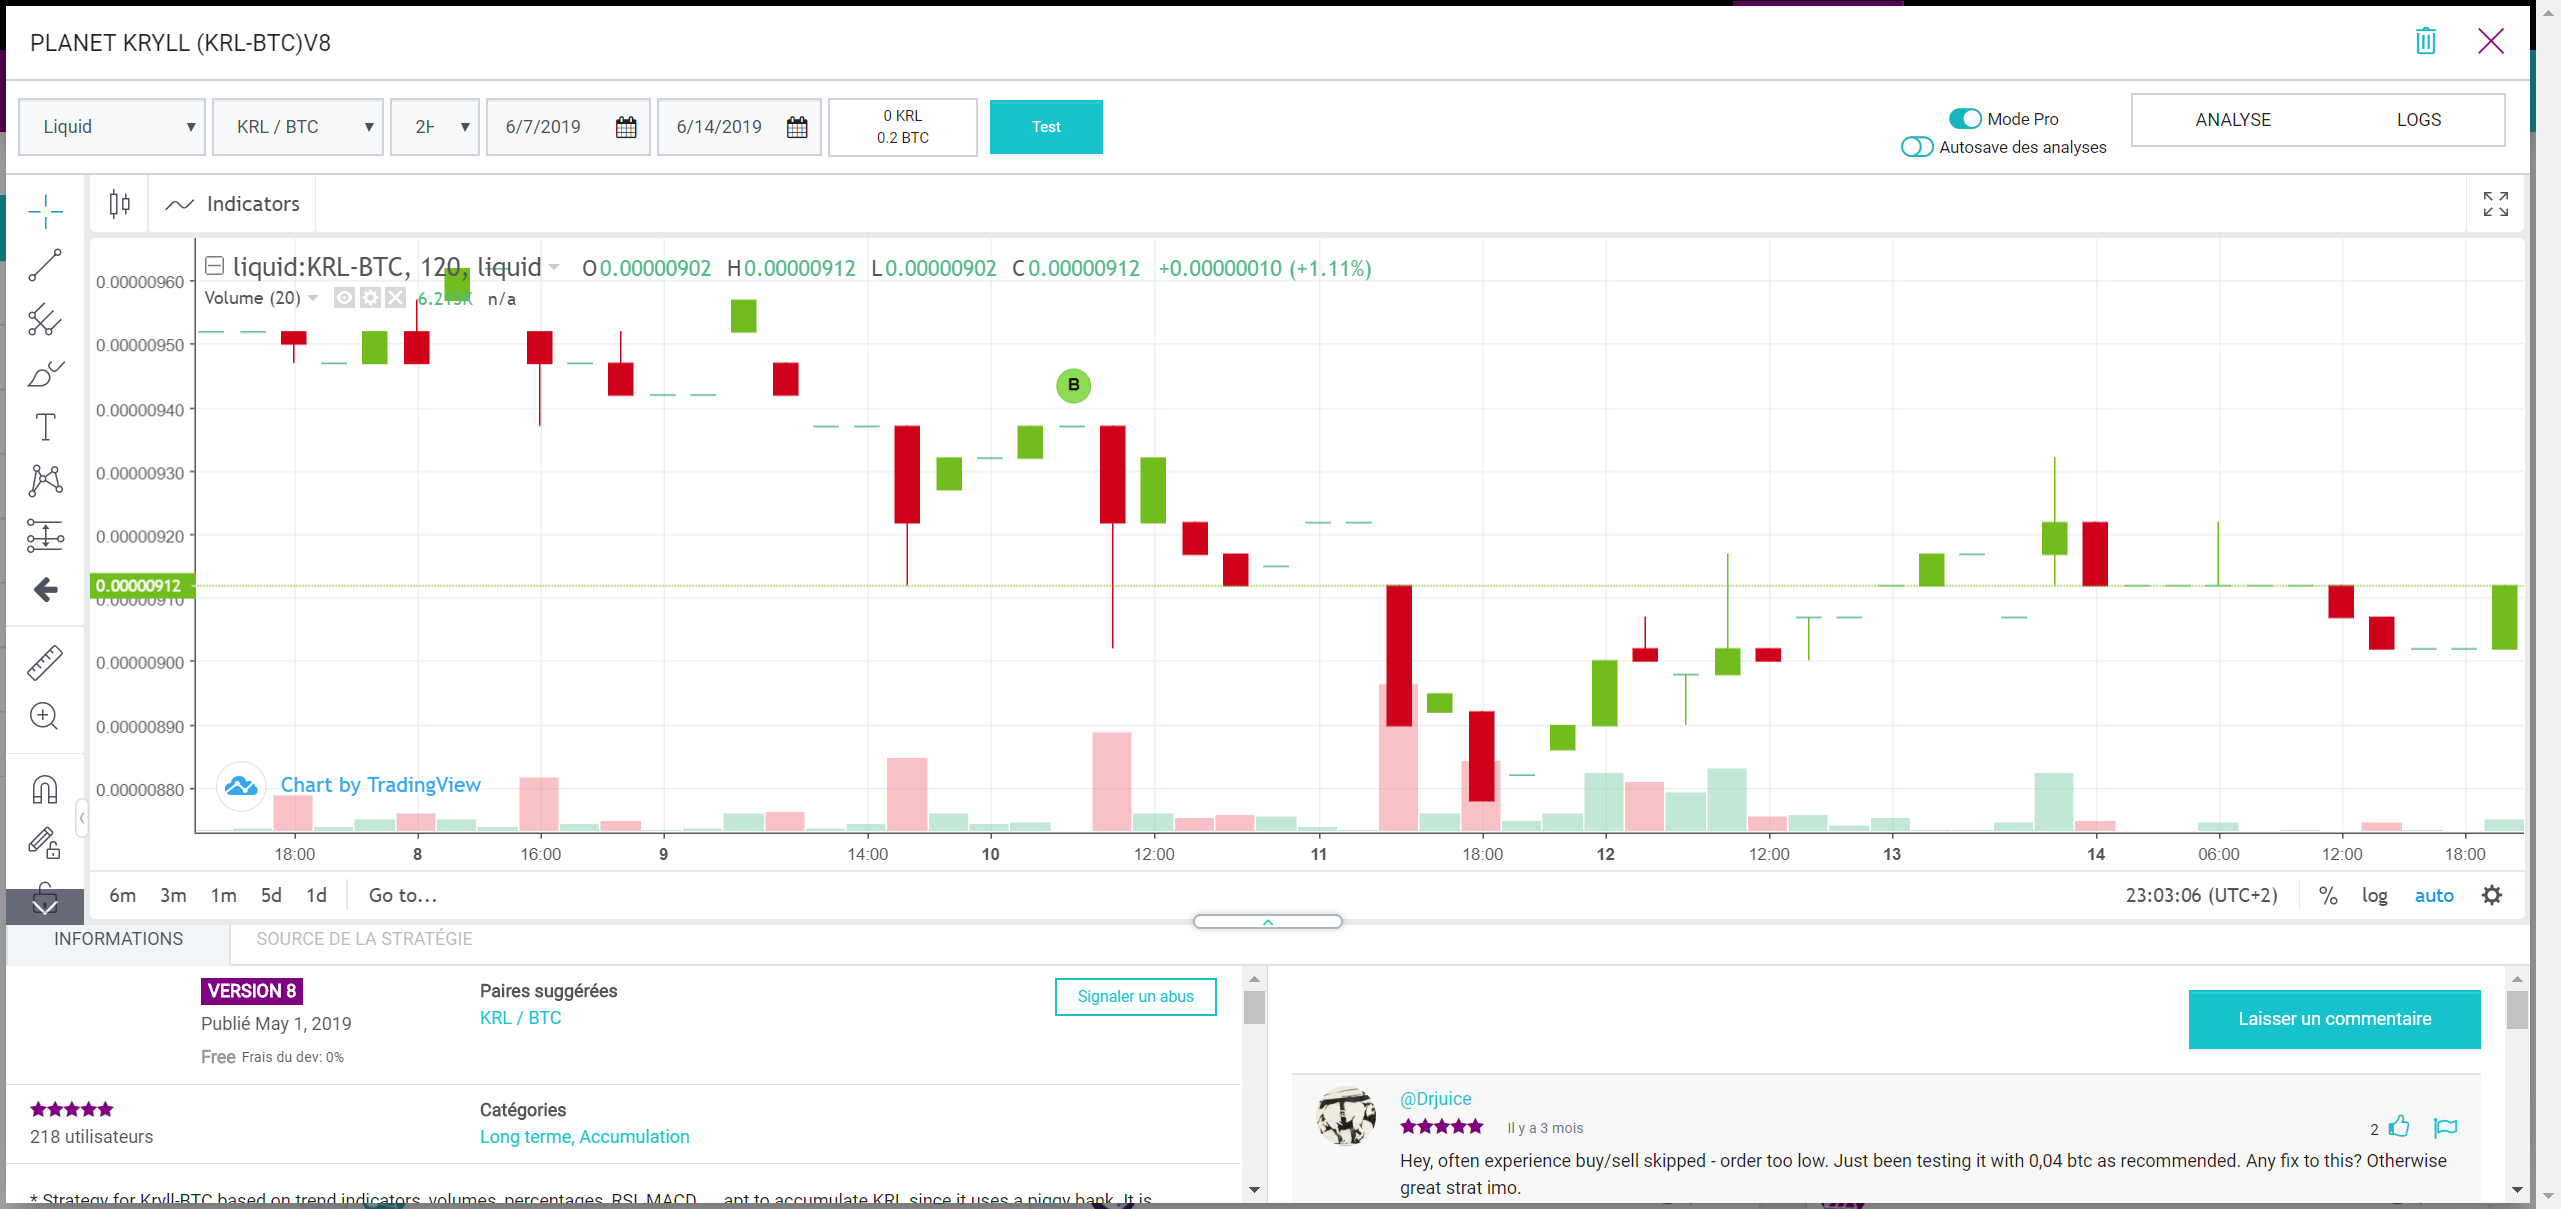 PLANET KRYLL (KRL-BTC)V8
Liquid
KRL / BTC
2H
6/7/2019
6/14/2019
0 KRL
0.2 BTC
Test
Mode Pro
Autosave des analyses
ANALYSE
LOGS
Indicators
liquid:KRL-BTC, 120, liquid O0.00000902 H0.00000912 L0.00000902 C0.00000912 +0.00000010 (+1.11%)
Volume (20) 6.215K n/a
0.00000960
0.00000950
0.00000940
0.00000930
0.00000920
0.00000912
0.00000910
0.00000900
0.00000890
0.00000880
B
T
Chart by TradingView
18:00 8 16:00 9 14:00 10 12:00 11 18:00 12 12:00 13 14 06:00 12:00 18:00
6m 3m 1m 5d 1d Go to...
23:03:06 (UTC+2) % log auto
INFORMATIONS
SOURCE DE LA STRATÉGIE
VERSION 8
Publié May 1, 2019
Free Frais du dev: 0%
Paires suggérées
KRL / BTC
Signaler un abus
218 utilisateurs
Catégories
Long terme, Accumulation
* Strategy for Kryll-BTC based on trend indicators, volumes, percentages, RSI, MACD ... apt to accumulate KRL since it uses a piggy bank. It is
Laisser un commentaire
@Drjuice
Il y a 3 mois
2
Hey, often experience buy/sell skipped - order too low. Just been testing it with 0,04 btc as recommended. Any fix to this? Otherwise
great strat imo.